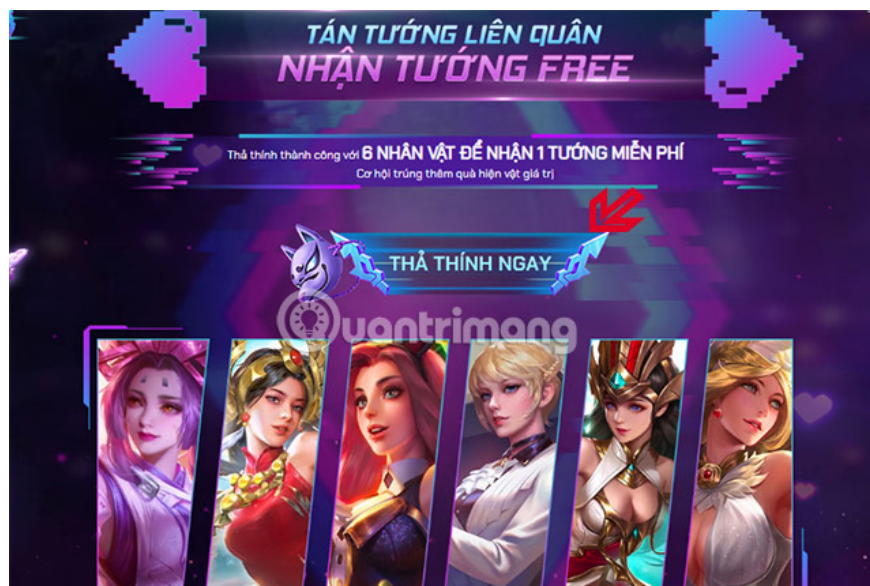 TÁN TƯỚNG LIÊN QUÂN
NHẬN TƯỚNG FREE
Thả thính thành công với 6 NHÂN VẬT ĐỂ NHẬN 1 TƯỚNG MIỄN PHÍ
Cơ hội trúng thêm quà hiện vật giá trị
THẢ THÍNH NGAY
Quantrimang